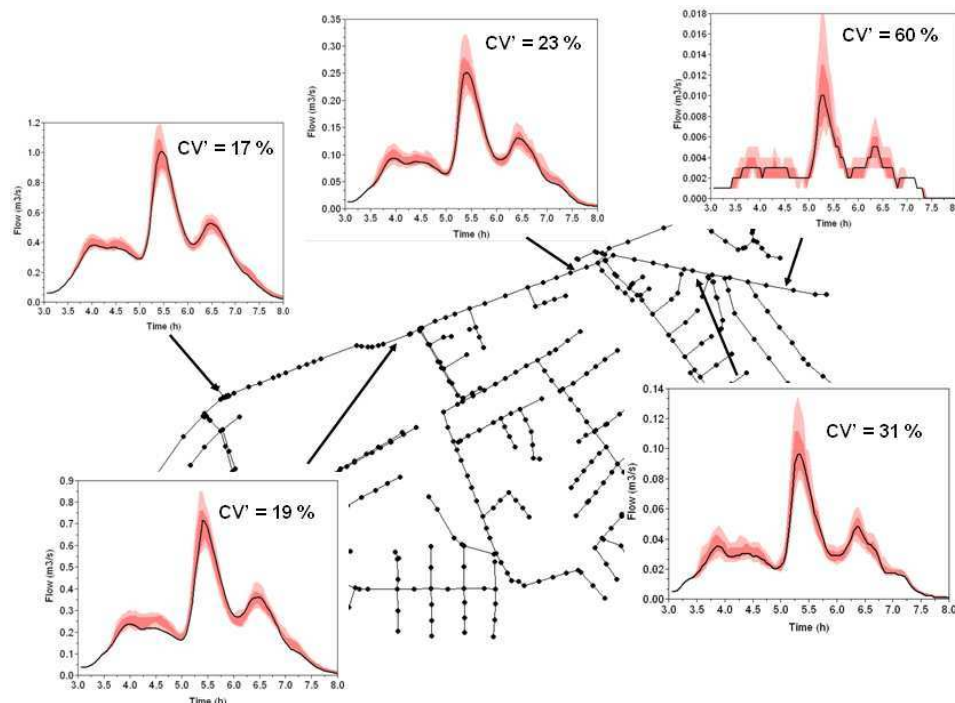 CV' = 23 %
0.35
0.30
0.25
0.20
0.15
0.10
0.05
0.00
Flow (m3/s)
3.0 3.5 4.0 4.5 5.0 5.5 6.0 6.5 7.0 7.5 8.0
Time (h)
CV' = 60 %
0.018
0.016
0.014
0.012
0.010
0.008
0.006
0.004
0.002
0.000
Flow (m3/s)
3.0 3.5 4.0 4.5 5.0 5.5 6.0 6.5 7.0 7.5 8.0
Time (h)
CV' = 17 %
1.2
1.0
0.8
0.6
0.4
0.2
0.0
Flow (m3/s)
3.0 3.5 4.0 4.5 5.0 5.5 6.0 6.5 7.0 7.5 8.0
Time (h)
CV' = 31 %
0.14
0.12
0.10
0.08
0.06
0.04
0.02
0.00
Flow (m3/s)
3.0 3.5 4.0 4.5 5.0 5.5 6.0 6.5 7.0 7.5 8.0
Time (h)
CV' = 19 %
0.9
0.8
0.7
0.6
0.5
0.4
0.3
0.2
0.1
0.0
Flow (m3/s)
3.0 3.5 4.0 4.5 5.0 5.5 6.0 6.5 7.0 7.5 8.0
Time (h)